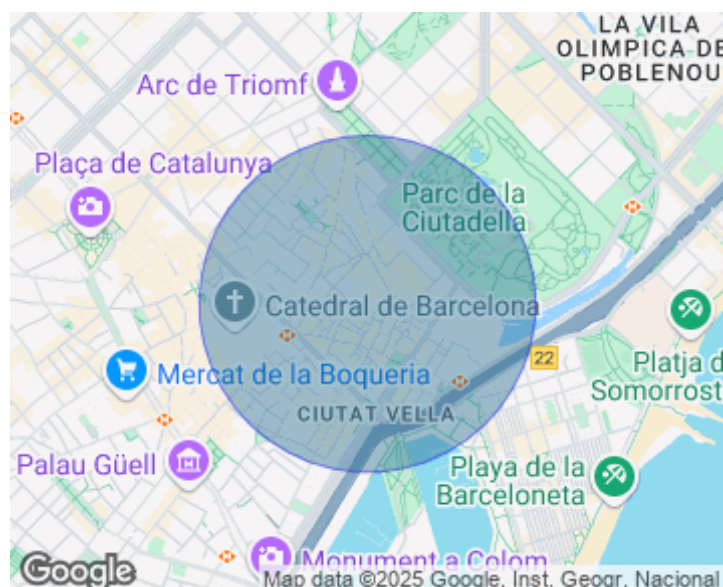 LA VILA
OLIMPICA DE
POBLENOU
Arc de Triomf
Plaça de Catalunya
Parc de la
Ciutadella
Catedral de Barcelona
22
Mercat de la Boqueria
Platja d
Somorrost
CIUTAT VELLA
Palau Güell
Playa de la
Barceloneta
Monument a Colom
Google
Map data ©2025 Google, Inst. Geogr. Nacional